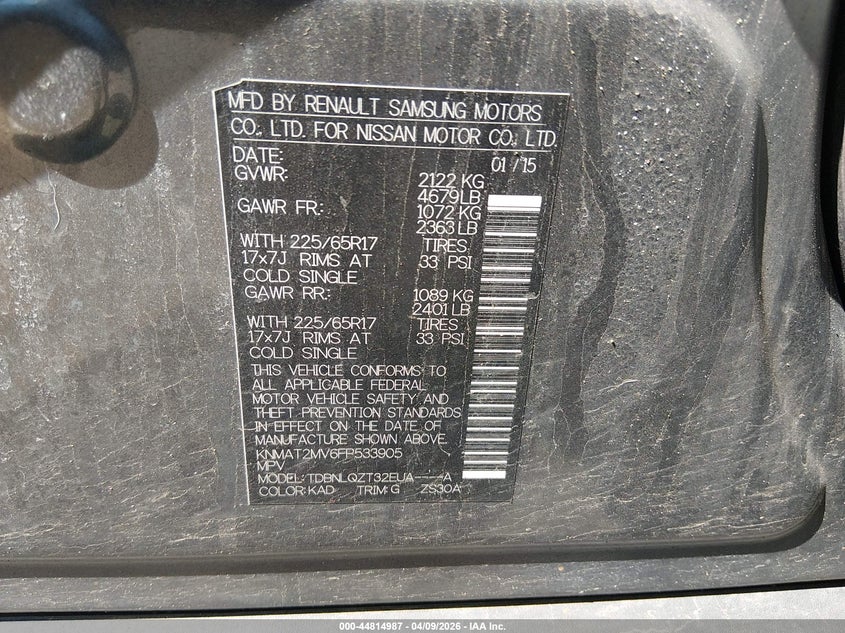 MFD BY RENAULT SAMSUNG MOTORS
CO., LTD. FOR NISSAN MOTOR CO., LTD.
DATE: 01 / 15
GVWR: 2122 KG
4679 LB
GAWR FR.: 1072 KG
2363 LB
WITH 225/65R17 TIRES
17x7J RIMS AT 33 PSI
COLD SINGLE
GAWR RR.: 1089 KG
2401 LB
WITH 225/65R17 TIRES
17x7J RIMS AT 33 PSI
COLD SINGLE
THIS VEHICLE CONFORMS TO
ALL APPLICABLE FEDERAL
MOTOR VEHICLE SAFETY AND
THEFT PREVENTION STANDARDS
IN EFFECT ON THE DATE OF
MANUFACTURE SHOWN ABOVE.
KNMAT2MV6FP533905
MPV
MODEL: TDBNLQZT32EUA----A
COLOR: KAD TRIM: G ZS30A
000-44814987 - 04/09/2026 - IAA Inc.